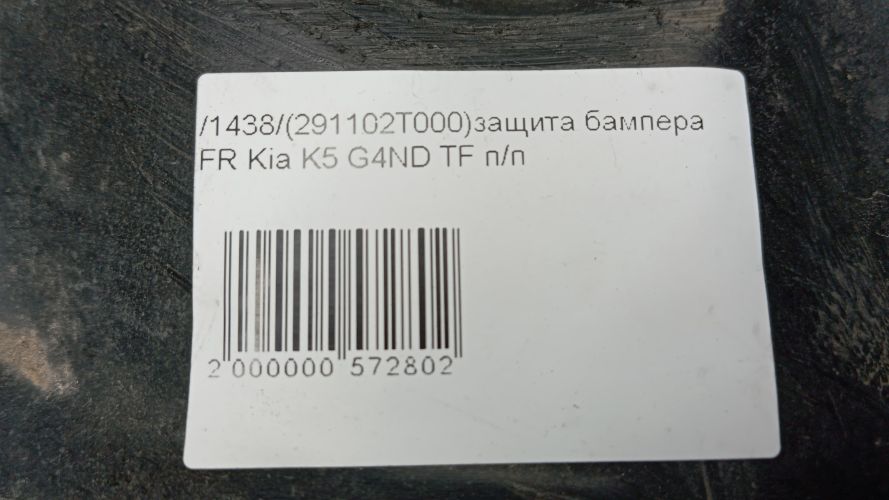 /1438/(291102T000)защита бампера
FR Kia K5 G4ND TF п/п
2 000000 572802